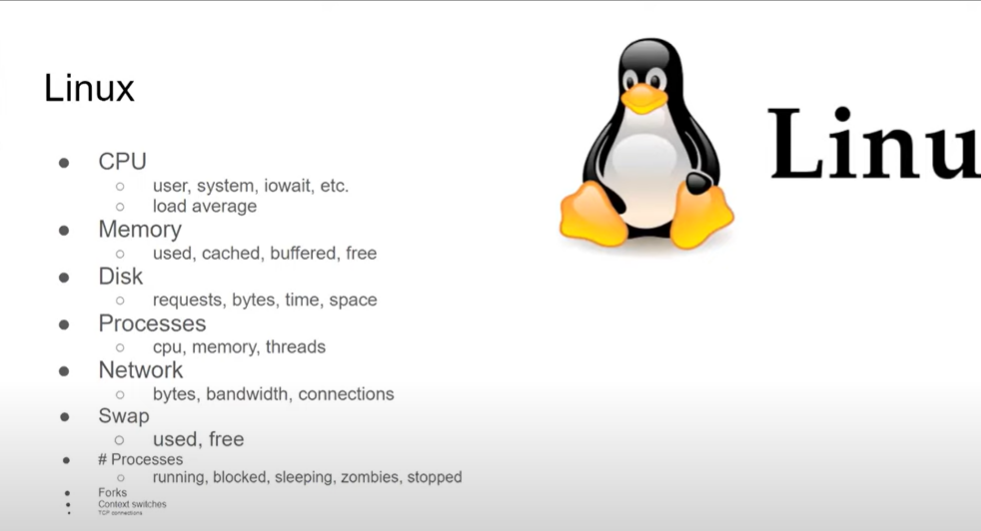 Linux
Linu
CPU
user, system, iowait, etc.
load average
Memory
used, cached, buffered, free
Disk
requests, bytes, time, space
Processes
cpu, memory, threads
Network
bytes, bandwidth, connections
Swap
used, free
# Processes
running, blocked, sleeping, zombies, stopped
Forks
Context switches
TCP connections